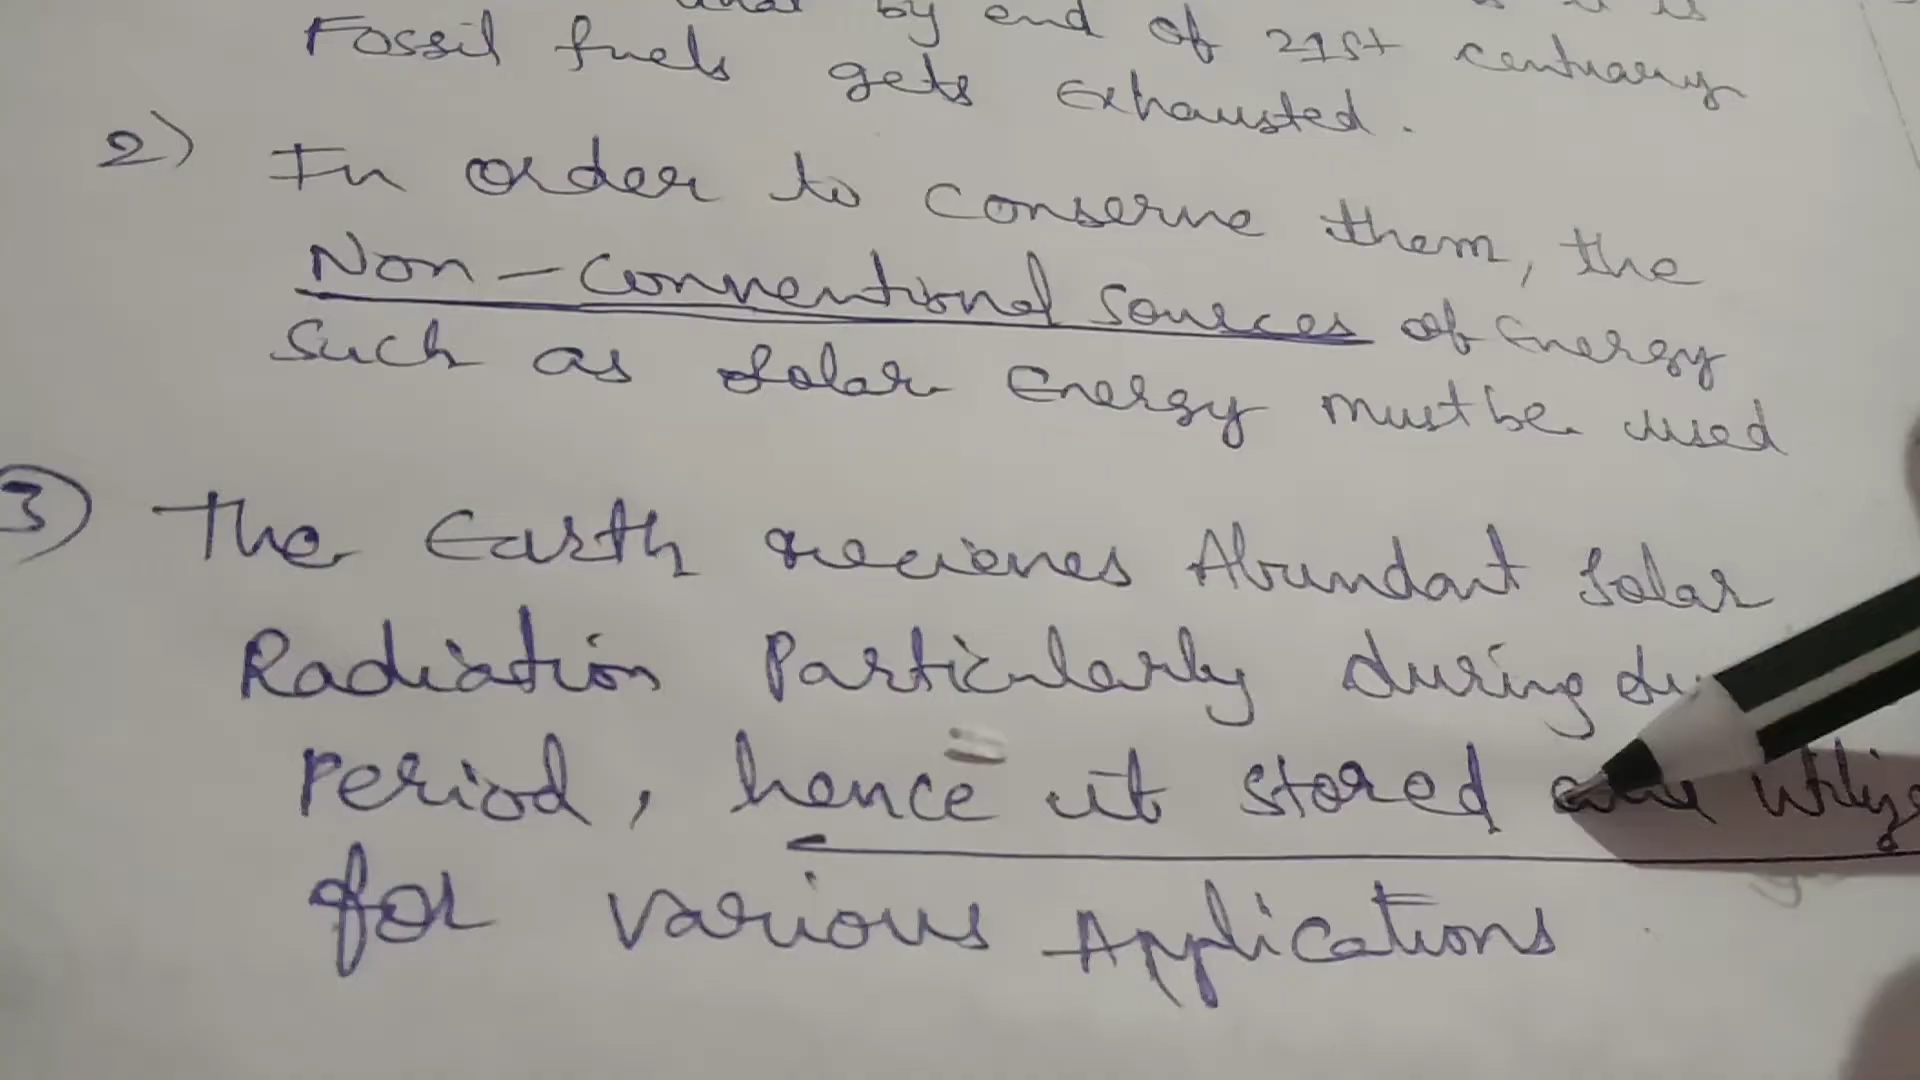 by end of 21st centuary
Fossil fuels gets Exhausted.
2) In order to conserve them, the
Non-Conventional sources of Energy
Such as Solar Energy must be used
3) The Earth receives Abundant Solar
Radiation Particularly during
Period, hence it stored
for various Applications